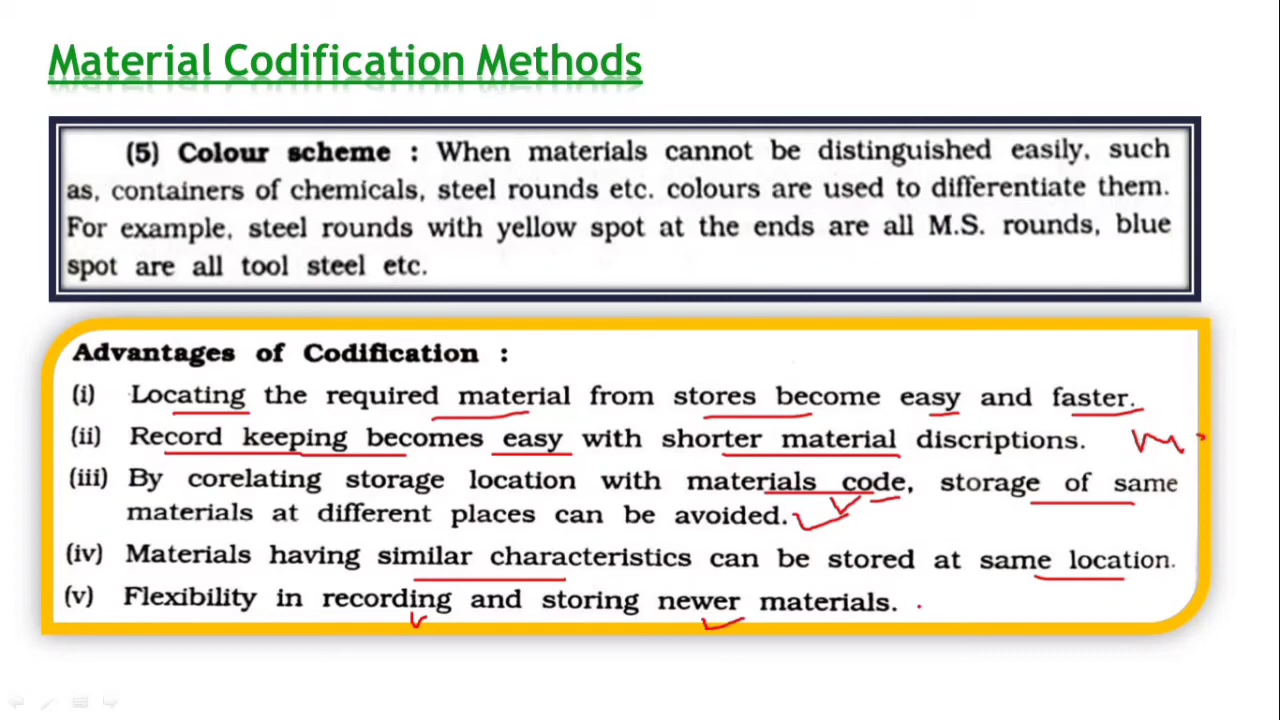 Material Codification Methods
(5) Colour scheme : When materials cannot be distinguished easily, such
as, containers of chemicals, steel rounds etc. colours are used to differentiate them.
For example, steel rounds with yellow spot at the ends are all M.S. rounds, blue
spot are all tool steel etc.
Advantages of Codification :
(i) Locating the required material from stores become easy and faster.
(ii) Record keeping becomes easy with shorter material discriptions.
(iii) By corelating storage location with materials code, storage of same
materials at different places can be avoided.
(iv) Materials having similar characteristics can be stored at same location.
(v) Flexibility in recording and storing newer materials.